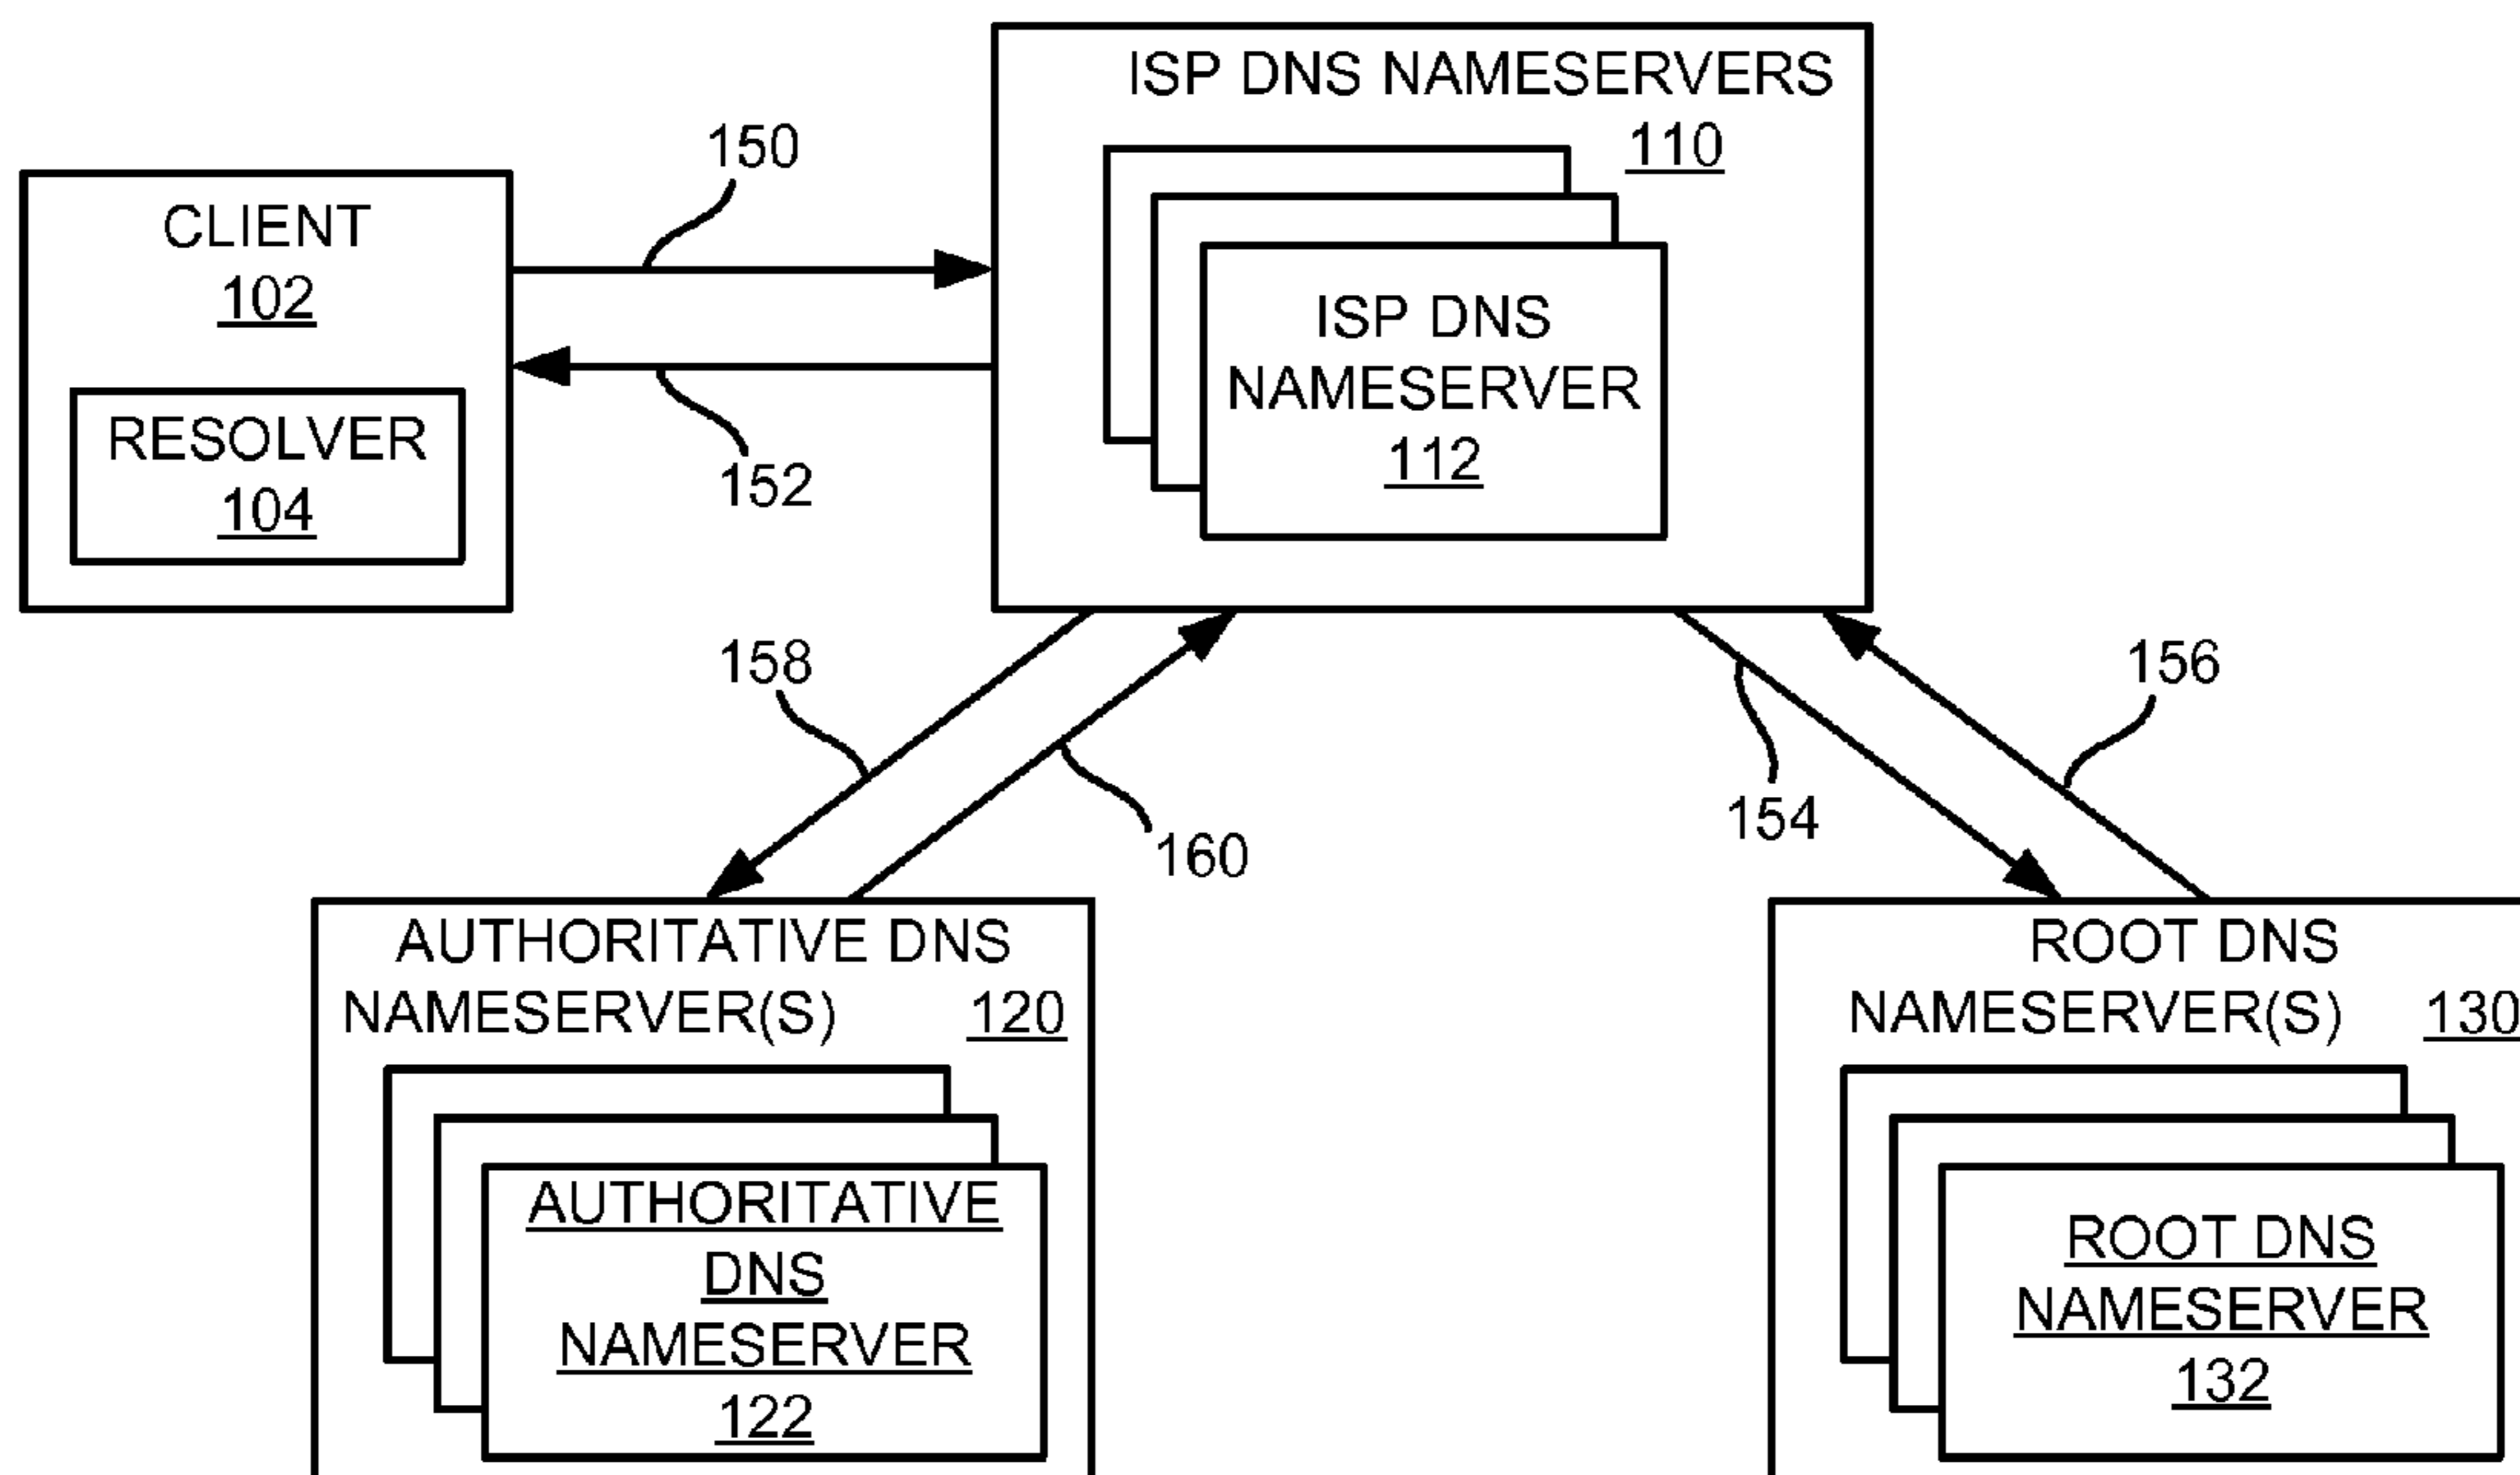 ISP DNS NAMESERVERS
110
150
CLIENT
102
ISP DNS
NAMESERVER
112
RESOLVER
104
152
158
156
154
160
AUTHORITATIVE DNS
NAMESERVER(S) 120
ROOT DNS
NAMESERVER(S) 130
AUTHORITATIVE
DNS
NAMESERVER
122
ROOT DNS
NAMESERVER
132